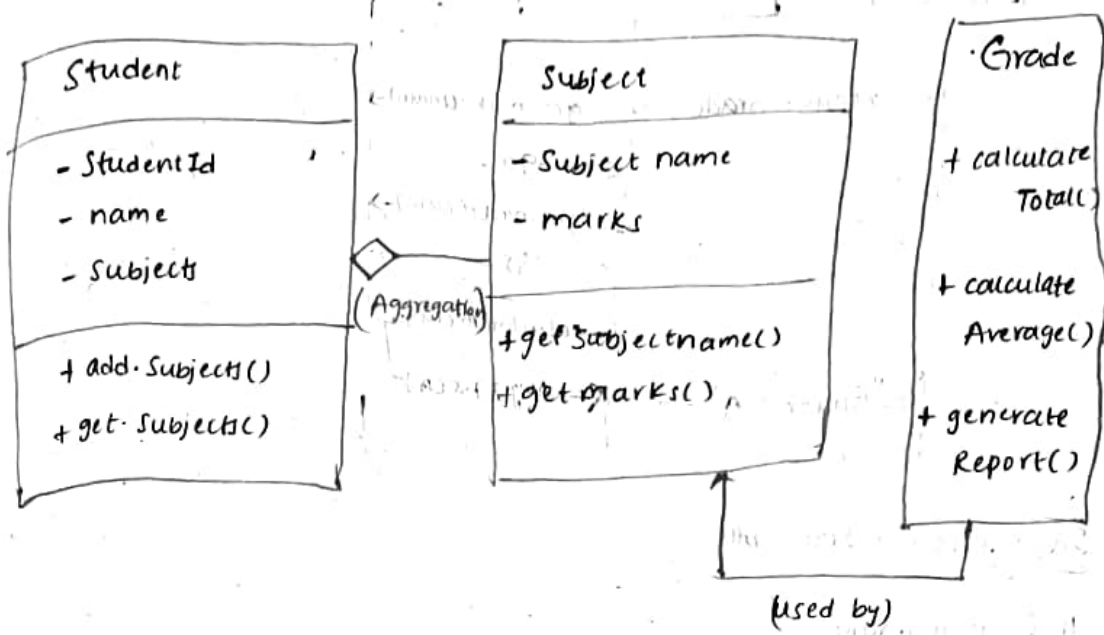 Student
- StudentId
- name
- Subjects
+ add.Subjects()
+ get.Subjects()
(Aggregation)
Subject
- Subject name
- marks
+ get Subjectname()
+ get marks()
Grade
+ calculate
Total()
+ calculate
Average()
+ generate
Report()
(used by)